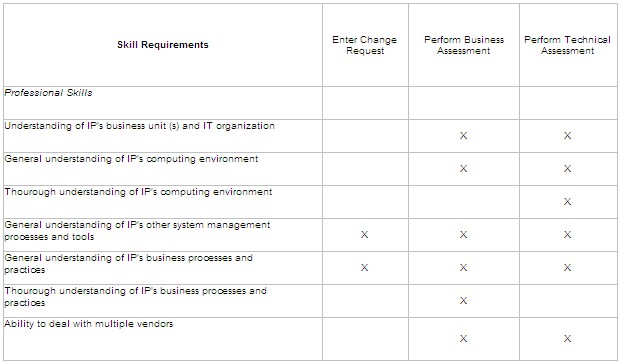 Skill Requirements
Enter Change
Request
Perform Business
Assessment
Perform Technical
Assessment
Professional Skills
Understanding of IP's business unit (s) and IT organization
X X
General understanding of IP's computing environment
X X
Thourough understanding of IP's computing environment
X
General understanding of IP's other system management
processes and tools
X X X
General understanding of IP's business processes and
practices
X X X
Thourough understanding of IP's business processes and
practices
X
Ability to deal with multiple vendors
X X